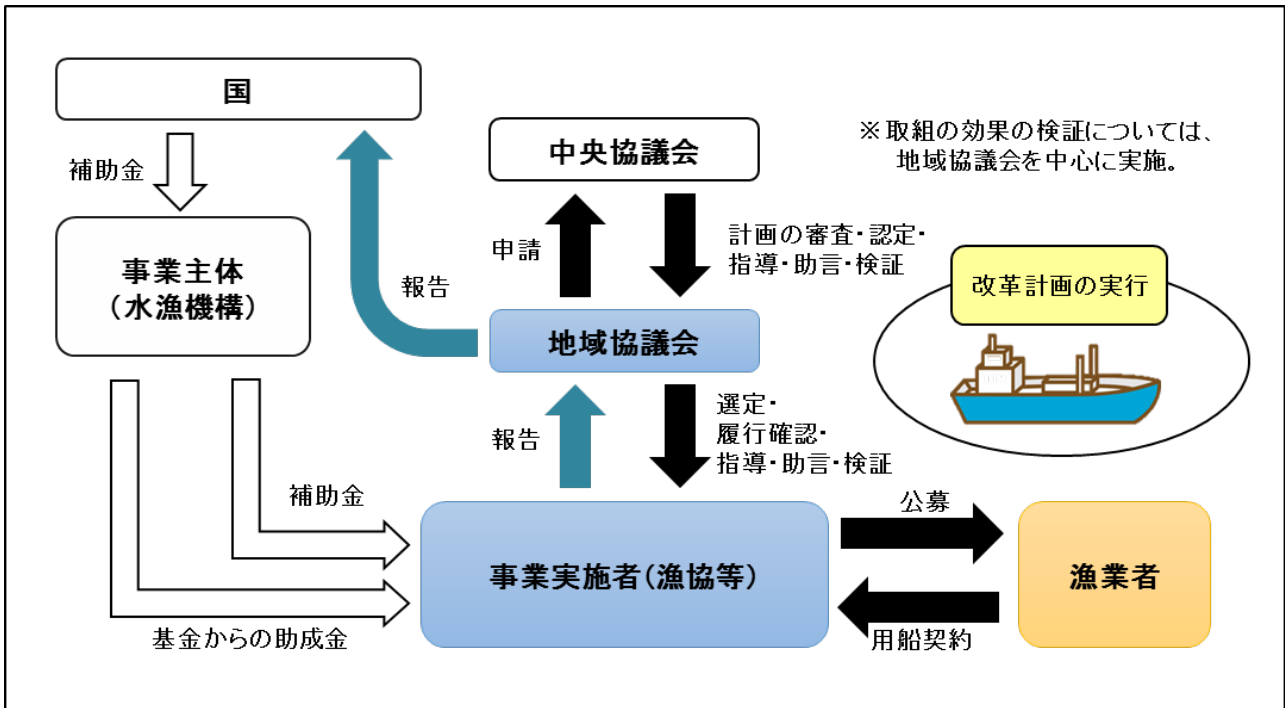 国
補助金
事業主体
(水漁機構)
報告
中央協議会
申請
計画の審査・認定・
指導・助言・検証
地域協議会
報告
選定・
履行確認・
指導・助言・検証
※取組の効果の検証については、
地域協議会を中心に実施。
改革計画の実行
補助金
基金からの助成金
事業実施者(漁協等)
公募
用船契約
漁業者